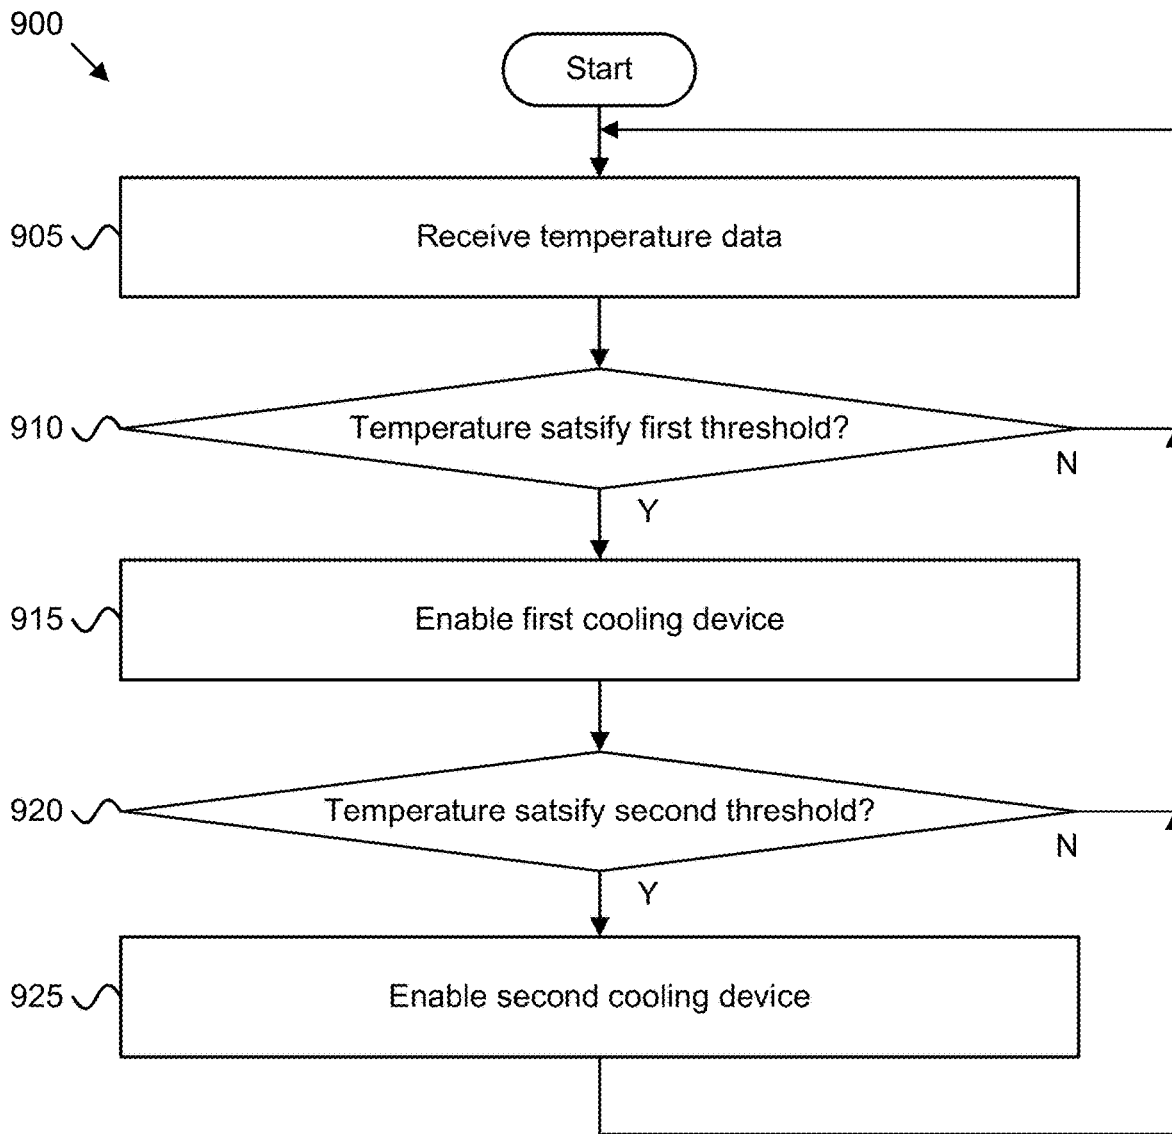 900
Start
905
Receive temperature data
910
Temperature satsify first threshold?
N
Y
915
Enable first cooling device
920
Temperature satsify second threshold?
N
Y
925
Enable second cooling device